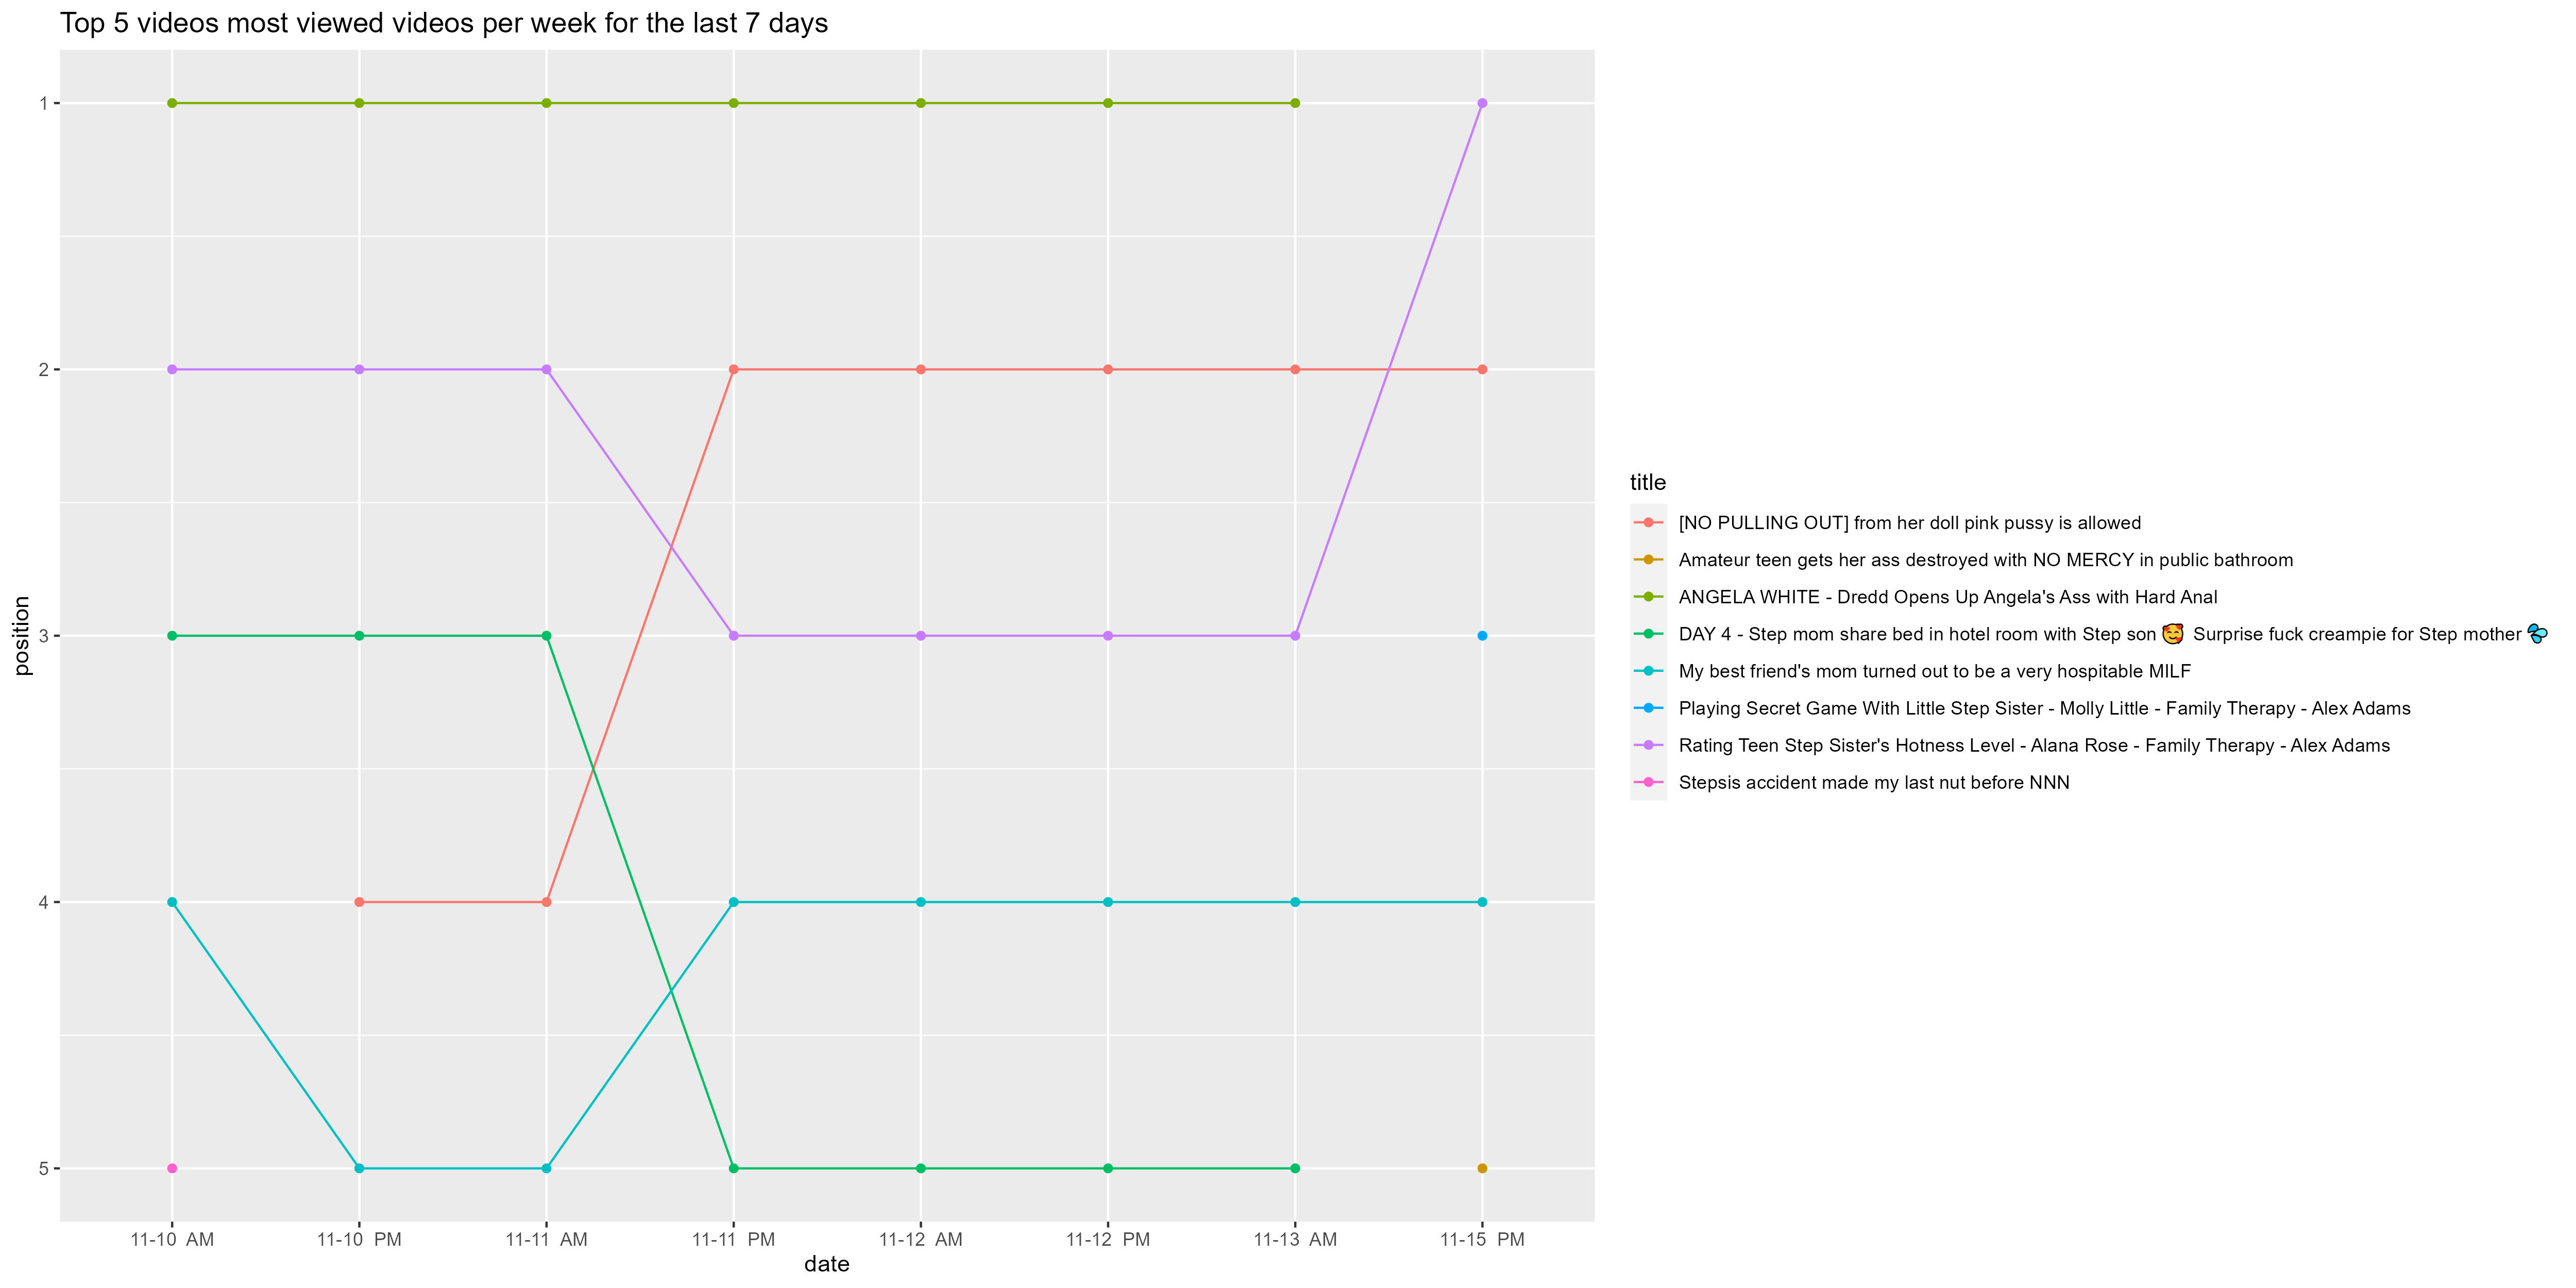 Top 5 videos most viewed videos per week for the last 7 days
1
2
3
4
5
position
11-10 AM
11-10 PM
11-11 AM
11-11 PM
11-12 AM
11-12 PM
11-13 AM
11-15 PM
date
title
[NO PULLING OUT] from her doll pink pussy is allowed
Amateur teen gets her ass destroyed with NO MERCY in public bathroom
ANGELA WHITE - Dredd Opens Up Angela's Ass with Hard Anal
DAY 4 - Step mom share bed in hotel room with Step son 🥰 Surprise fuck creampie for Step mother 💦
My best friend's mom turned out to be a very hospitable MILF
Playing Secret Game With Little Step Sister - Molly Little - Family Therapy - Alex Adams
Rating Teen Step Sister's Hotness Level - Alana Rose - Family Therapy - Alex Adams
Stepsis accident made my last nut before NNN